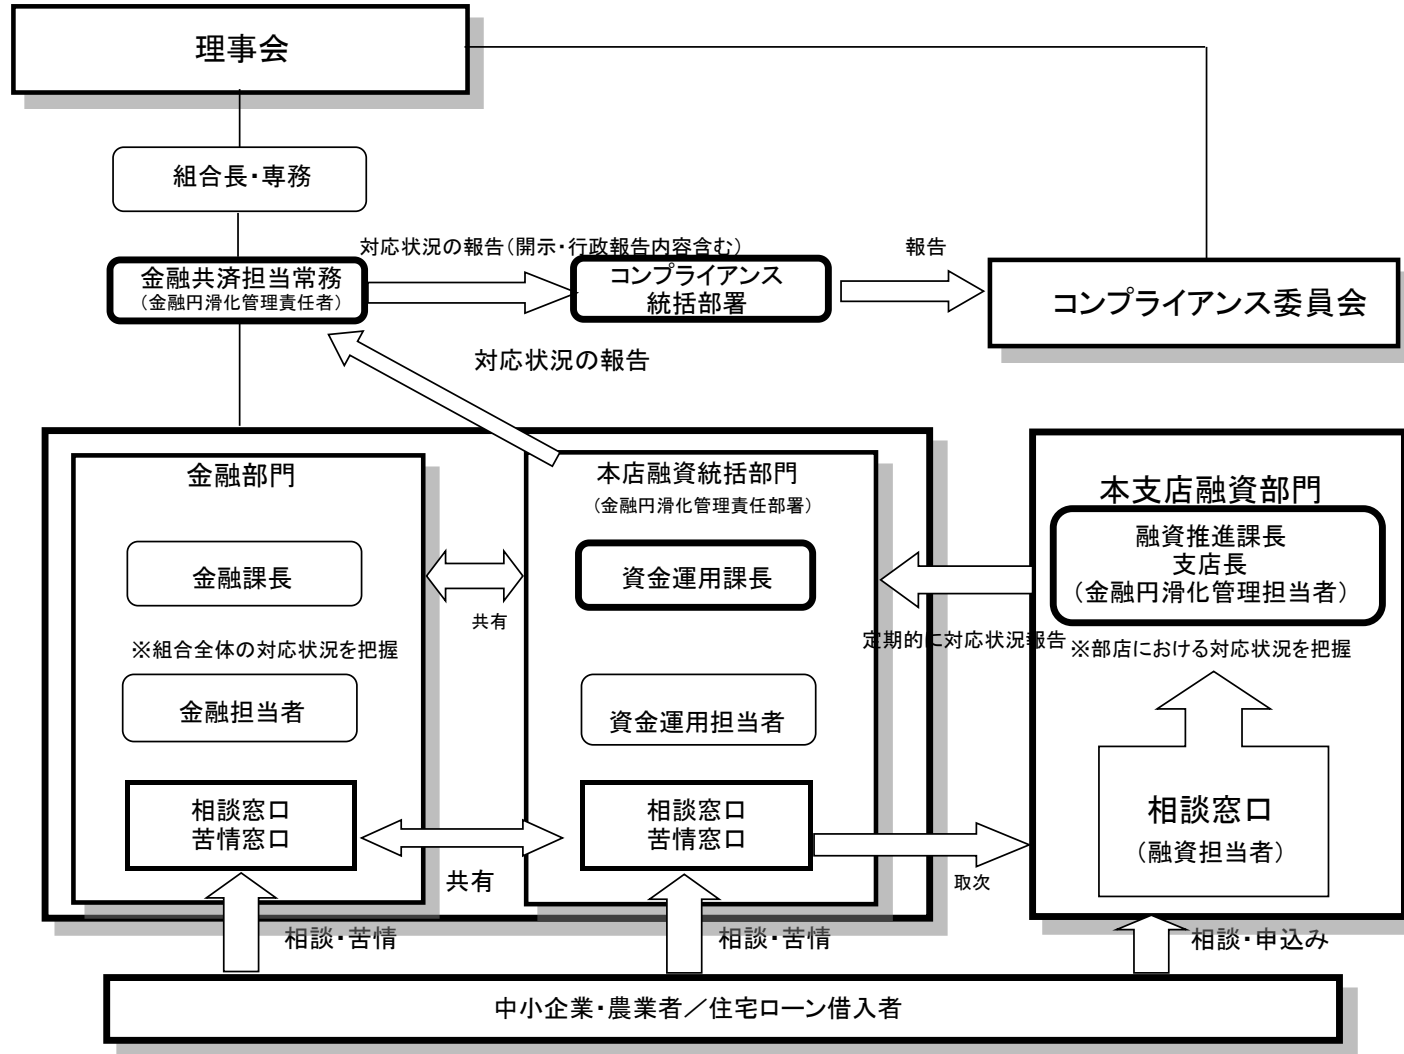 理事会
組合長・専務
対応状況の報告(開示・行政報告内容含む)
報告
金融共済担当常務
(金融円滑化管理責任者)
コンプライアンス
統括部署
コンプライアンス委員会
対応状況の報告
金融部門
本店融資統括部門
(金融円滑化管理責任部署)
本支店融資部門
融資推進課長
支店長
(金融円滑化管理担当者)
金融課長
資金運用課長
共有
定期的に対応状況報告
※組合全体の対応状況を把握
※部店における対応状況を把握
金融担当者
資金運用担当者
相談窓口
苦情窓口
相談窓口
苦情窓口
相談窓口
(融資担当者)
共有
取次
相談・苦情
相談・苦情
相談・申込み
中小企業・農業者／住宅ローン借入者